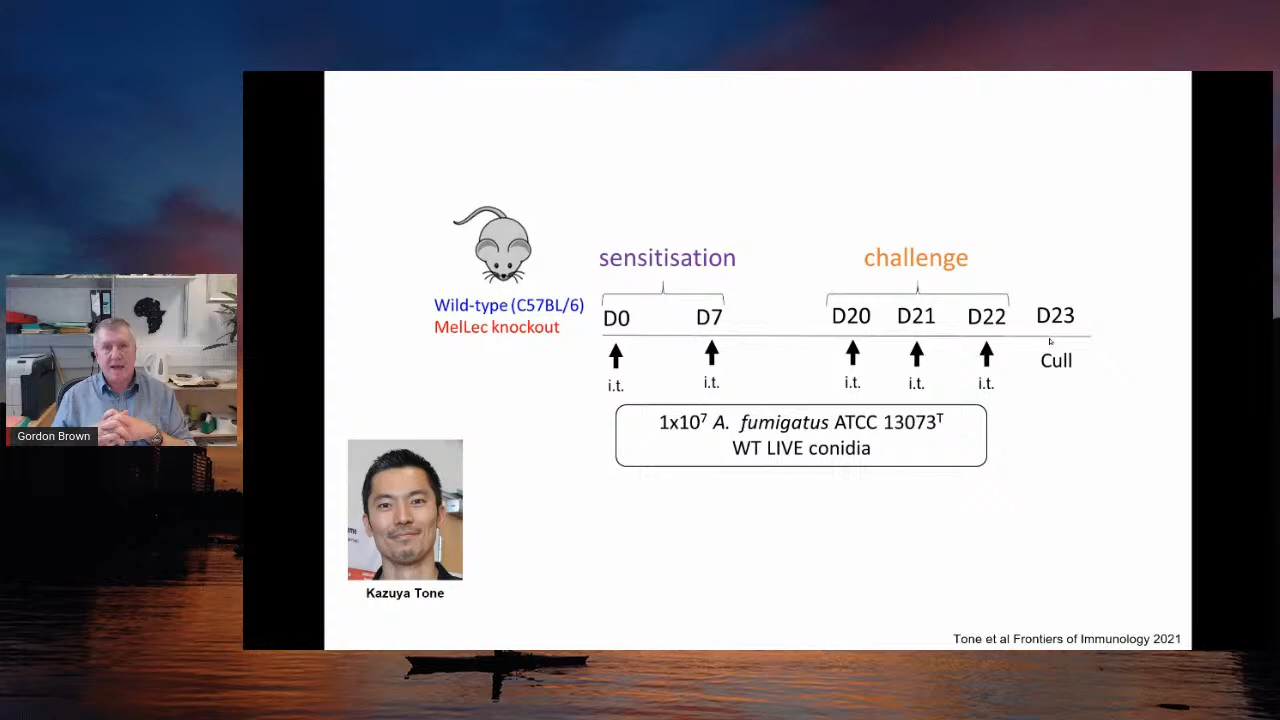 sensitisation
challenge
Wild-type (C57BL/6)
MelLec knockout
D0
D7
D20
D21
D22
D23
i.t.
i.t.
i.t.
i.t.
i.t.
Cull
1x10⁷ A. fumigatus ATCC 13073ᵀ
WT LIVE conidia
Gordon Brown
Kazuya Tone
Tone et al Frontiers of Immunology 2021